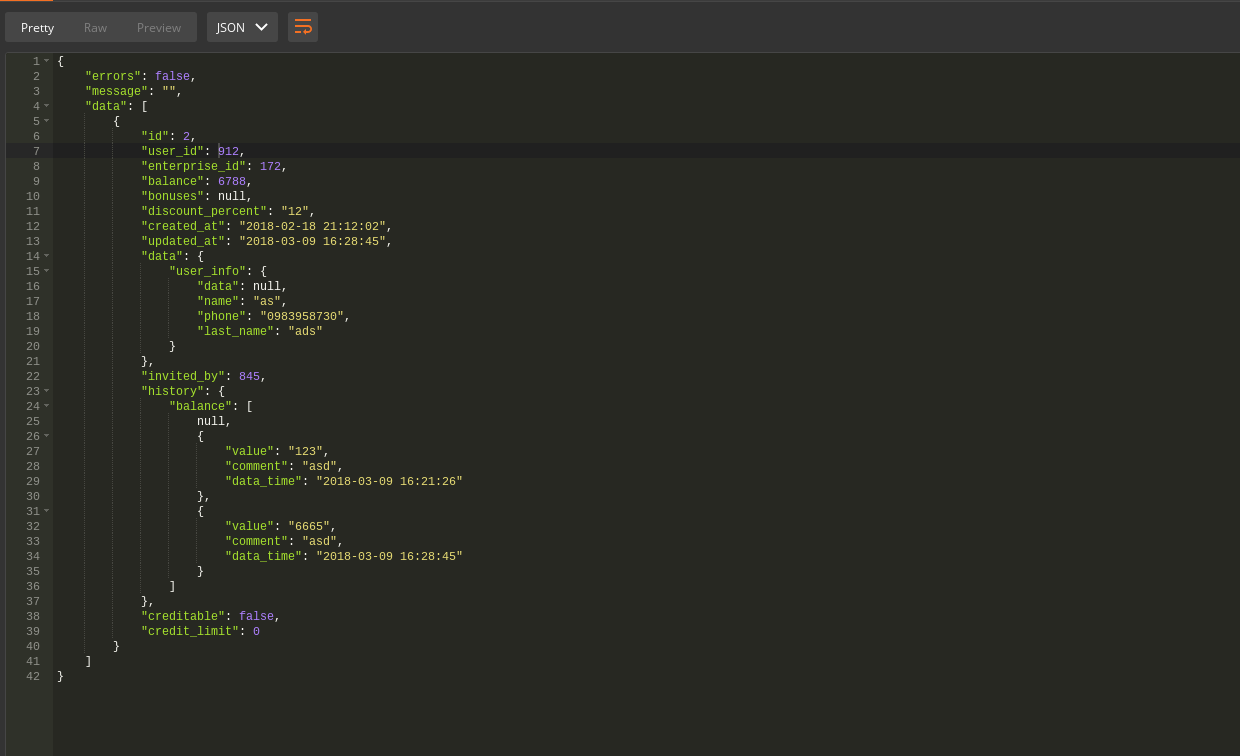 Pretty Raw Preview JSON
1 {
2 "errors": false,
3 "message": "",
4 "data": [
5 {
6 "id": 2,
7 "user_id": 912,
8 "enterprise_id": 172,
9 "balance": 6788,
10 "bonuses": null,
11 "discount_percent": "12",
12 "created_at": "2018-02-18 21:12:02",
13 "updated_at": "2018-03-09 16:28:45",
14 "data": {
15 "user_info": {
16 "data": null,
17 "name": "as",
18 "phone": "0983958730",
19 "last_name": "ads"
20 }
21 },
22 "invited_by": 845,
23 "history": {
24 "balance": [
25 null,
26 {
27 "value": "123",
28 "comment": "asd",
29 "data_time": "2018-03-09 16:21:26"
30 },
31 {
32 "value": "6665",
33 "comment": "asd",
34 "data_time": "2018-03-09 16:28:45"
35 }
36 ]
37 },
38 "creditable": false,
39 "credit_limit": 0
40 }
41 ]
42 }